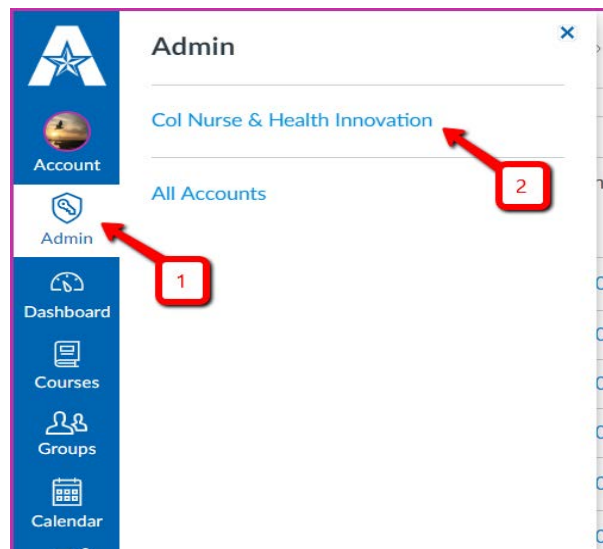 Admin
Col Nurse & Health Innovation
All Accounts
Account
Admin
Dashboard
Courses
Groups
Calendar
1
2